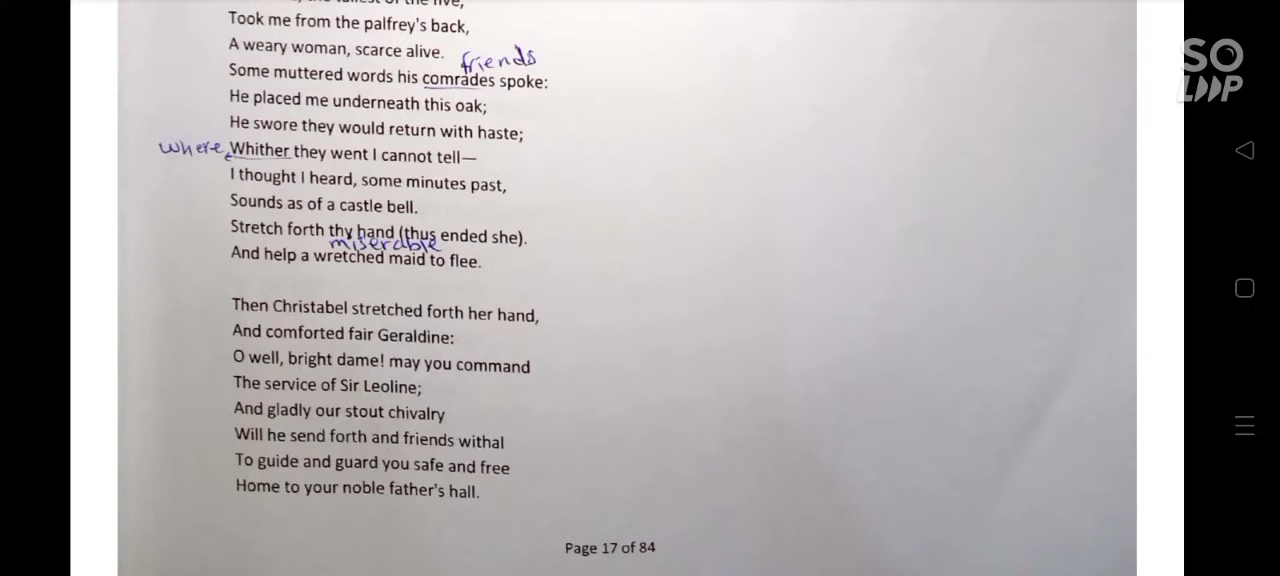 Took me from the palfrey's back,
A weary woman, scarce alive.
friends
Some muttered words his comrades spoke:
He placed me underneath this oak;
He swore they would return with haste;
where Whither they went I cannot tell—
I thought I heard, some minutes past,
Sounds as of a castle bell.
Stretch forth thy hand (thus ended she).
miserable
And help a wretched maid to flee.
Then Christabel stretched forth her hand,
And comforted fair Geraldine:
O well, bright dame! may you command
The service of Sir Leoline;
And gladly our stout chivalry
Will he send forth and friends withal
To guide and guard you safe and free
Home to your noble father's hall.
Page 17 of 84
SO
LOOP